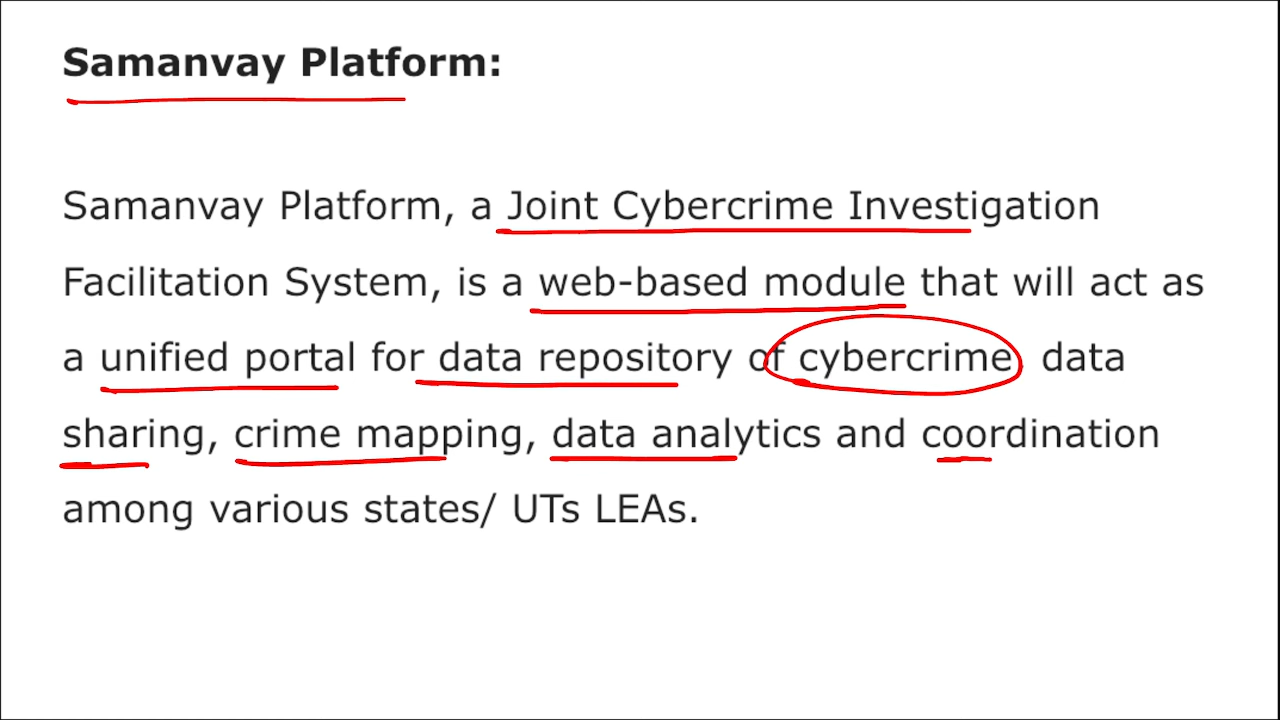 Samanvay Platform:
Samanvay Platform, a Joint Cybercrime Investigation
Facilitation System, is a web-based module that will act as
a unified portal for data repository of cybercrime, data
sharing, crime mapping, data analytics and coordination
among various states/ UTs LEAs.